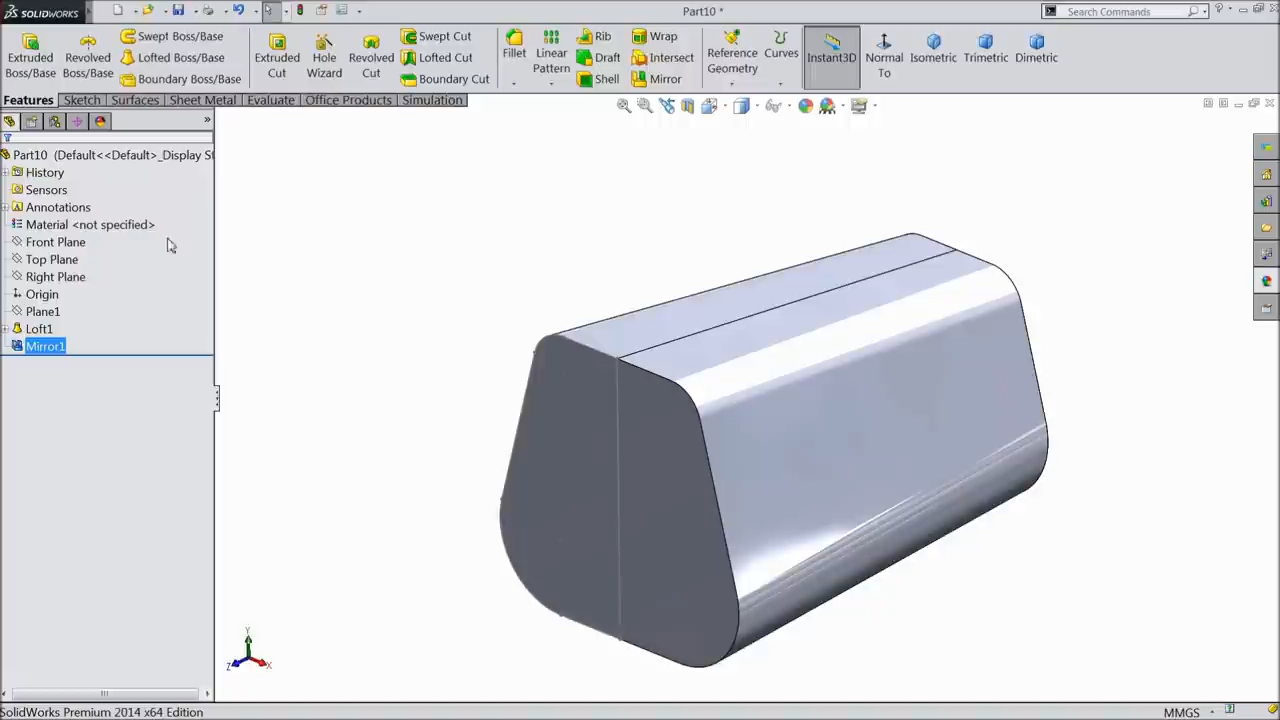 SOLIDWORKS
Part10 *
Search Commands
Extruded Boss/Base
Revolved Boss/Base
Swept Boss/Base
Lofted Boss/Base
Boundary Boss/Base
Extruded Cut
Hole Wizard
Revolved Cut
Swept Cut
Lofted Cut
Boundary Cut
Fillet
Linear Pattern
Rib
Draft
Shell
Wrap
Intersect
Mirror
Reference Geometry
Curves
Instant3D
Normal To
Isometric
Trimetric
Dimetric
Features
Sketch
Surfaces
Sheet Metal
Evaluate
Office Products
Simulation
Part10 (Default<<Default>_Display St
History
Sensors
Annotations
Material <not specified>
Front Plane
Top Plane
Right Plane
Origin
Plane1
Loft1
Mirror1
Y
Z
X
SolidWorks Premium 2014 x64 Edition
MMGS